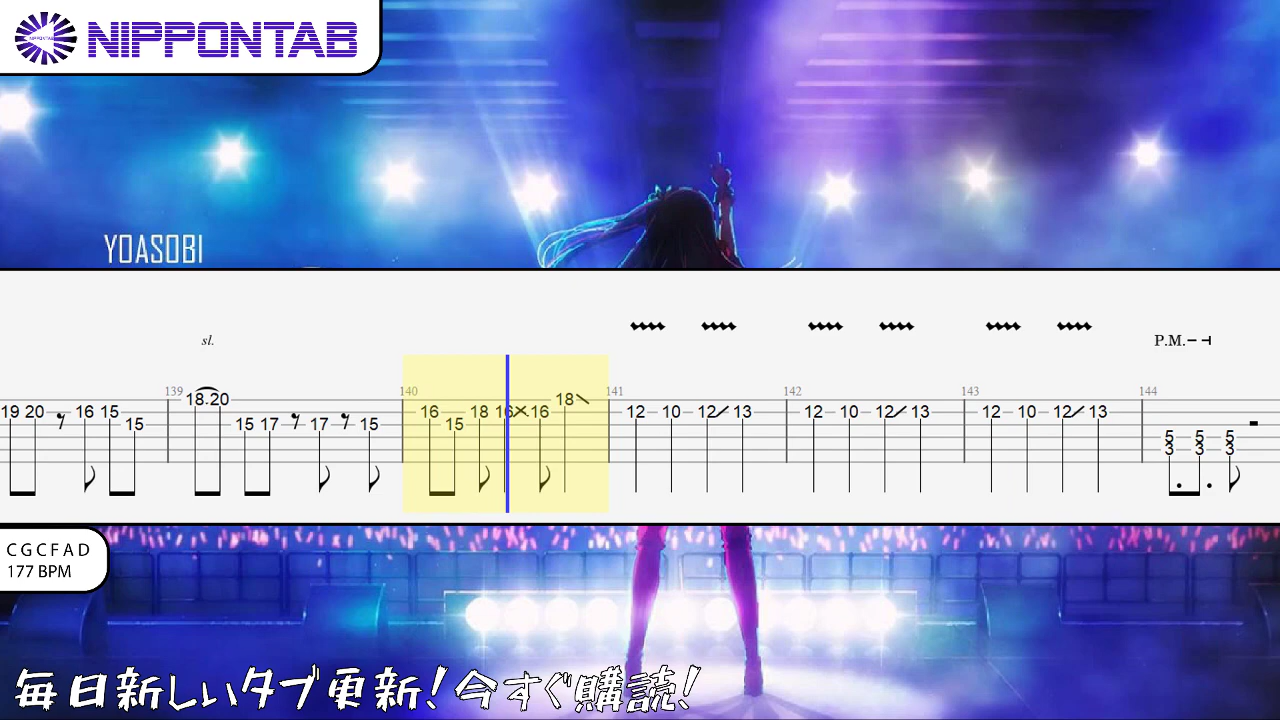 NIPPONTAB
YOASOBI
sl.
P.M.
139 140 141 142 143 144
18 20 18
19 20 16 15 16 18 16 16 12 10 12 13 12 10 12 13 12 10 12 13
15 15 17 17 15 15
5 5 5
3 3 3
C G C F A D
177 BPM
毎日新しいタブ更新!今すぐ購読!